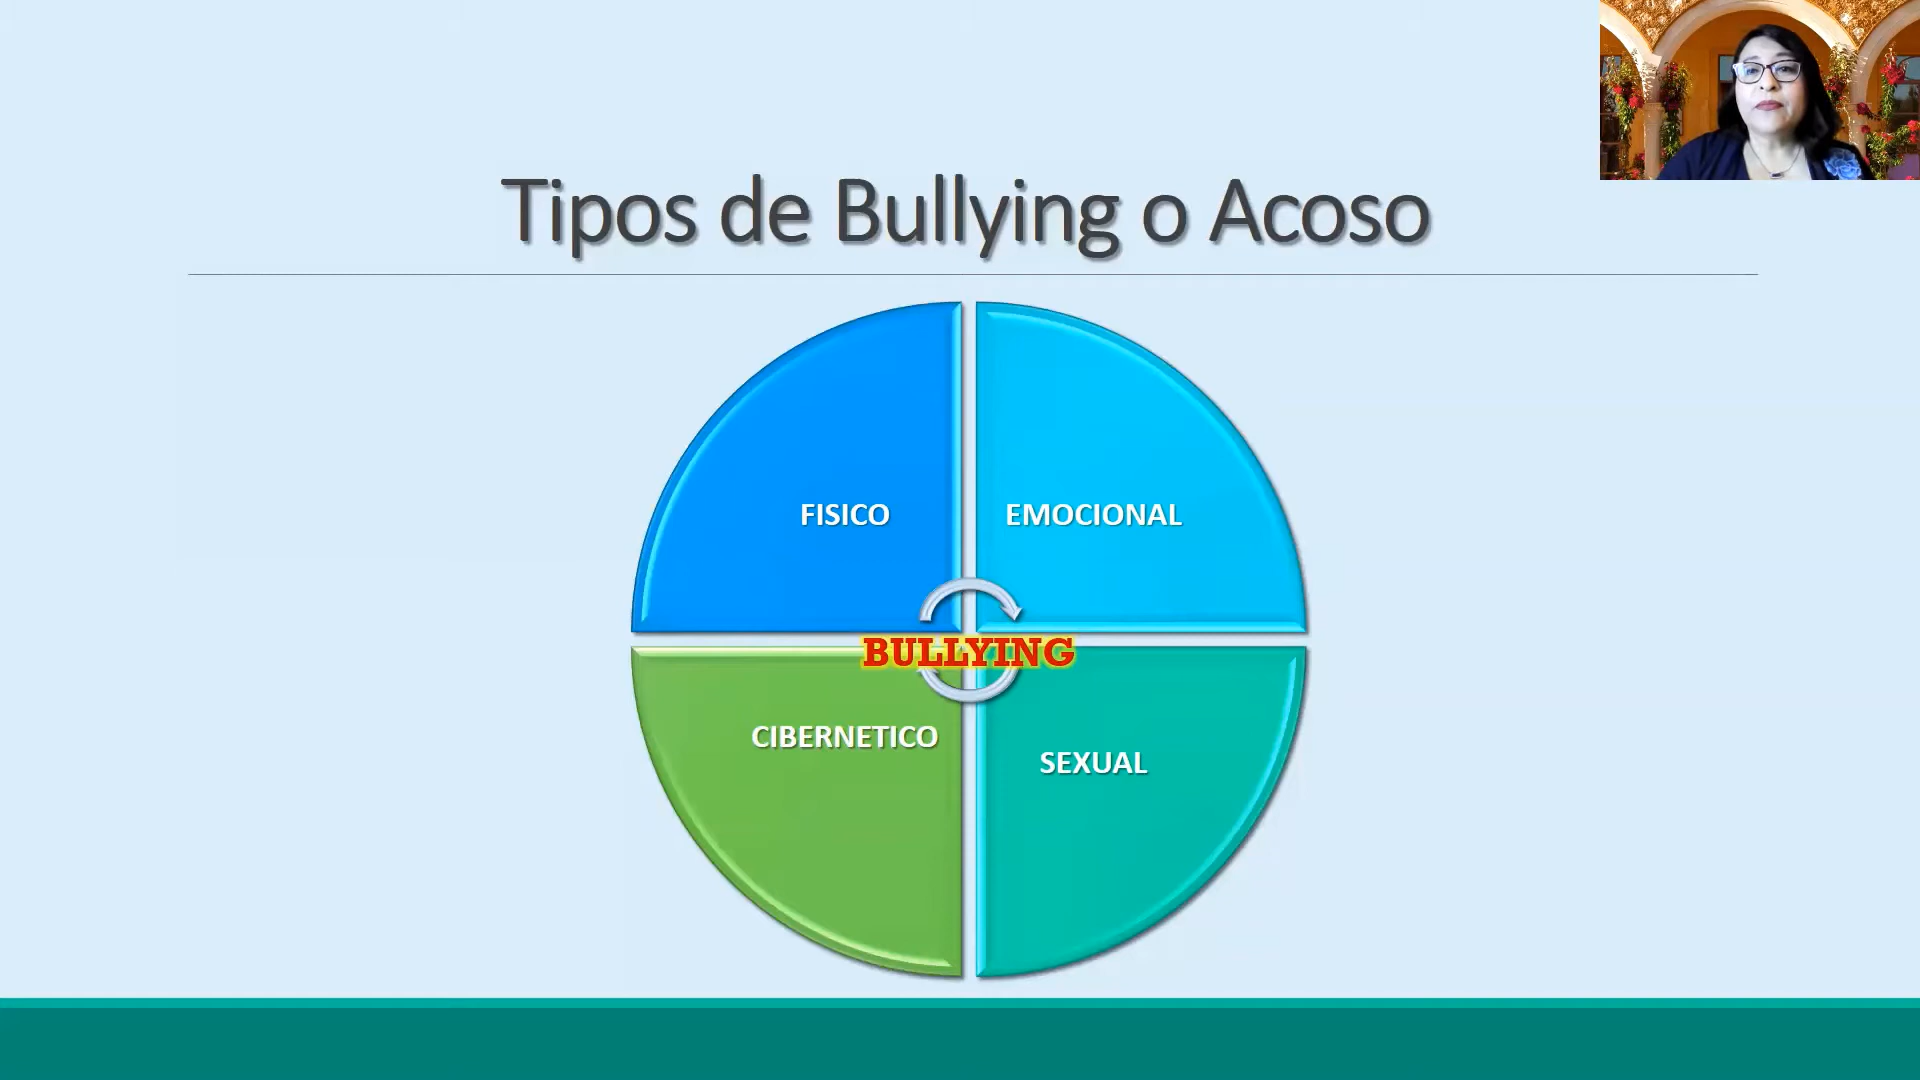 Tipos de Bullying o Acoso
FISICO
EMOCIONAL
BULLYING
CIBERNETICO
SEXUAL